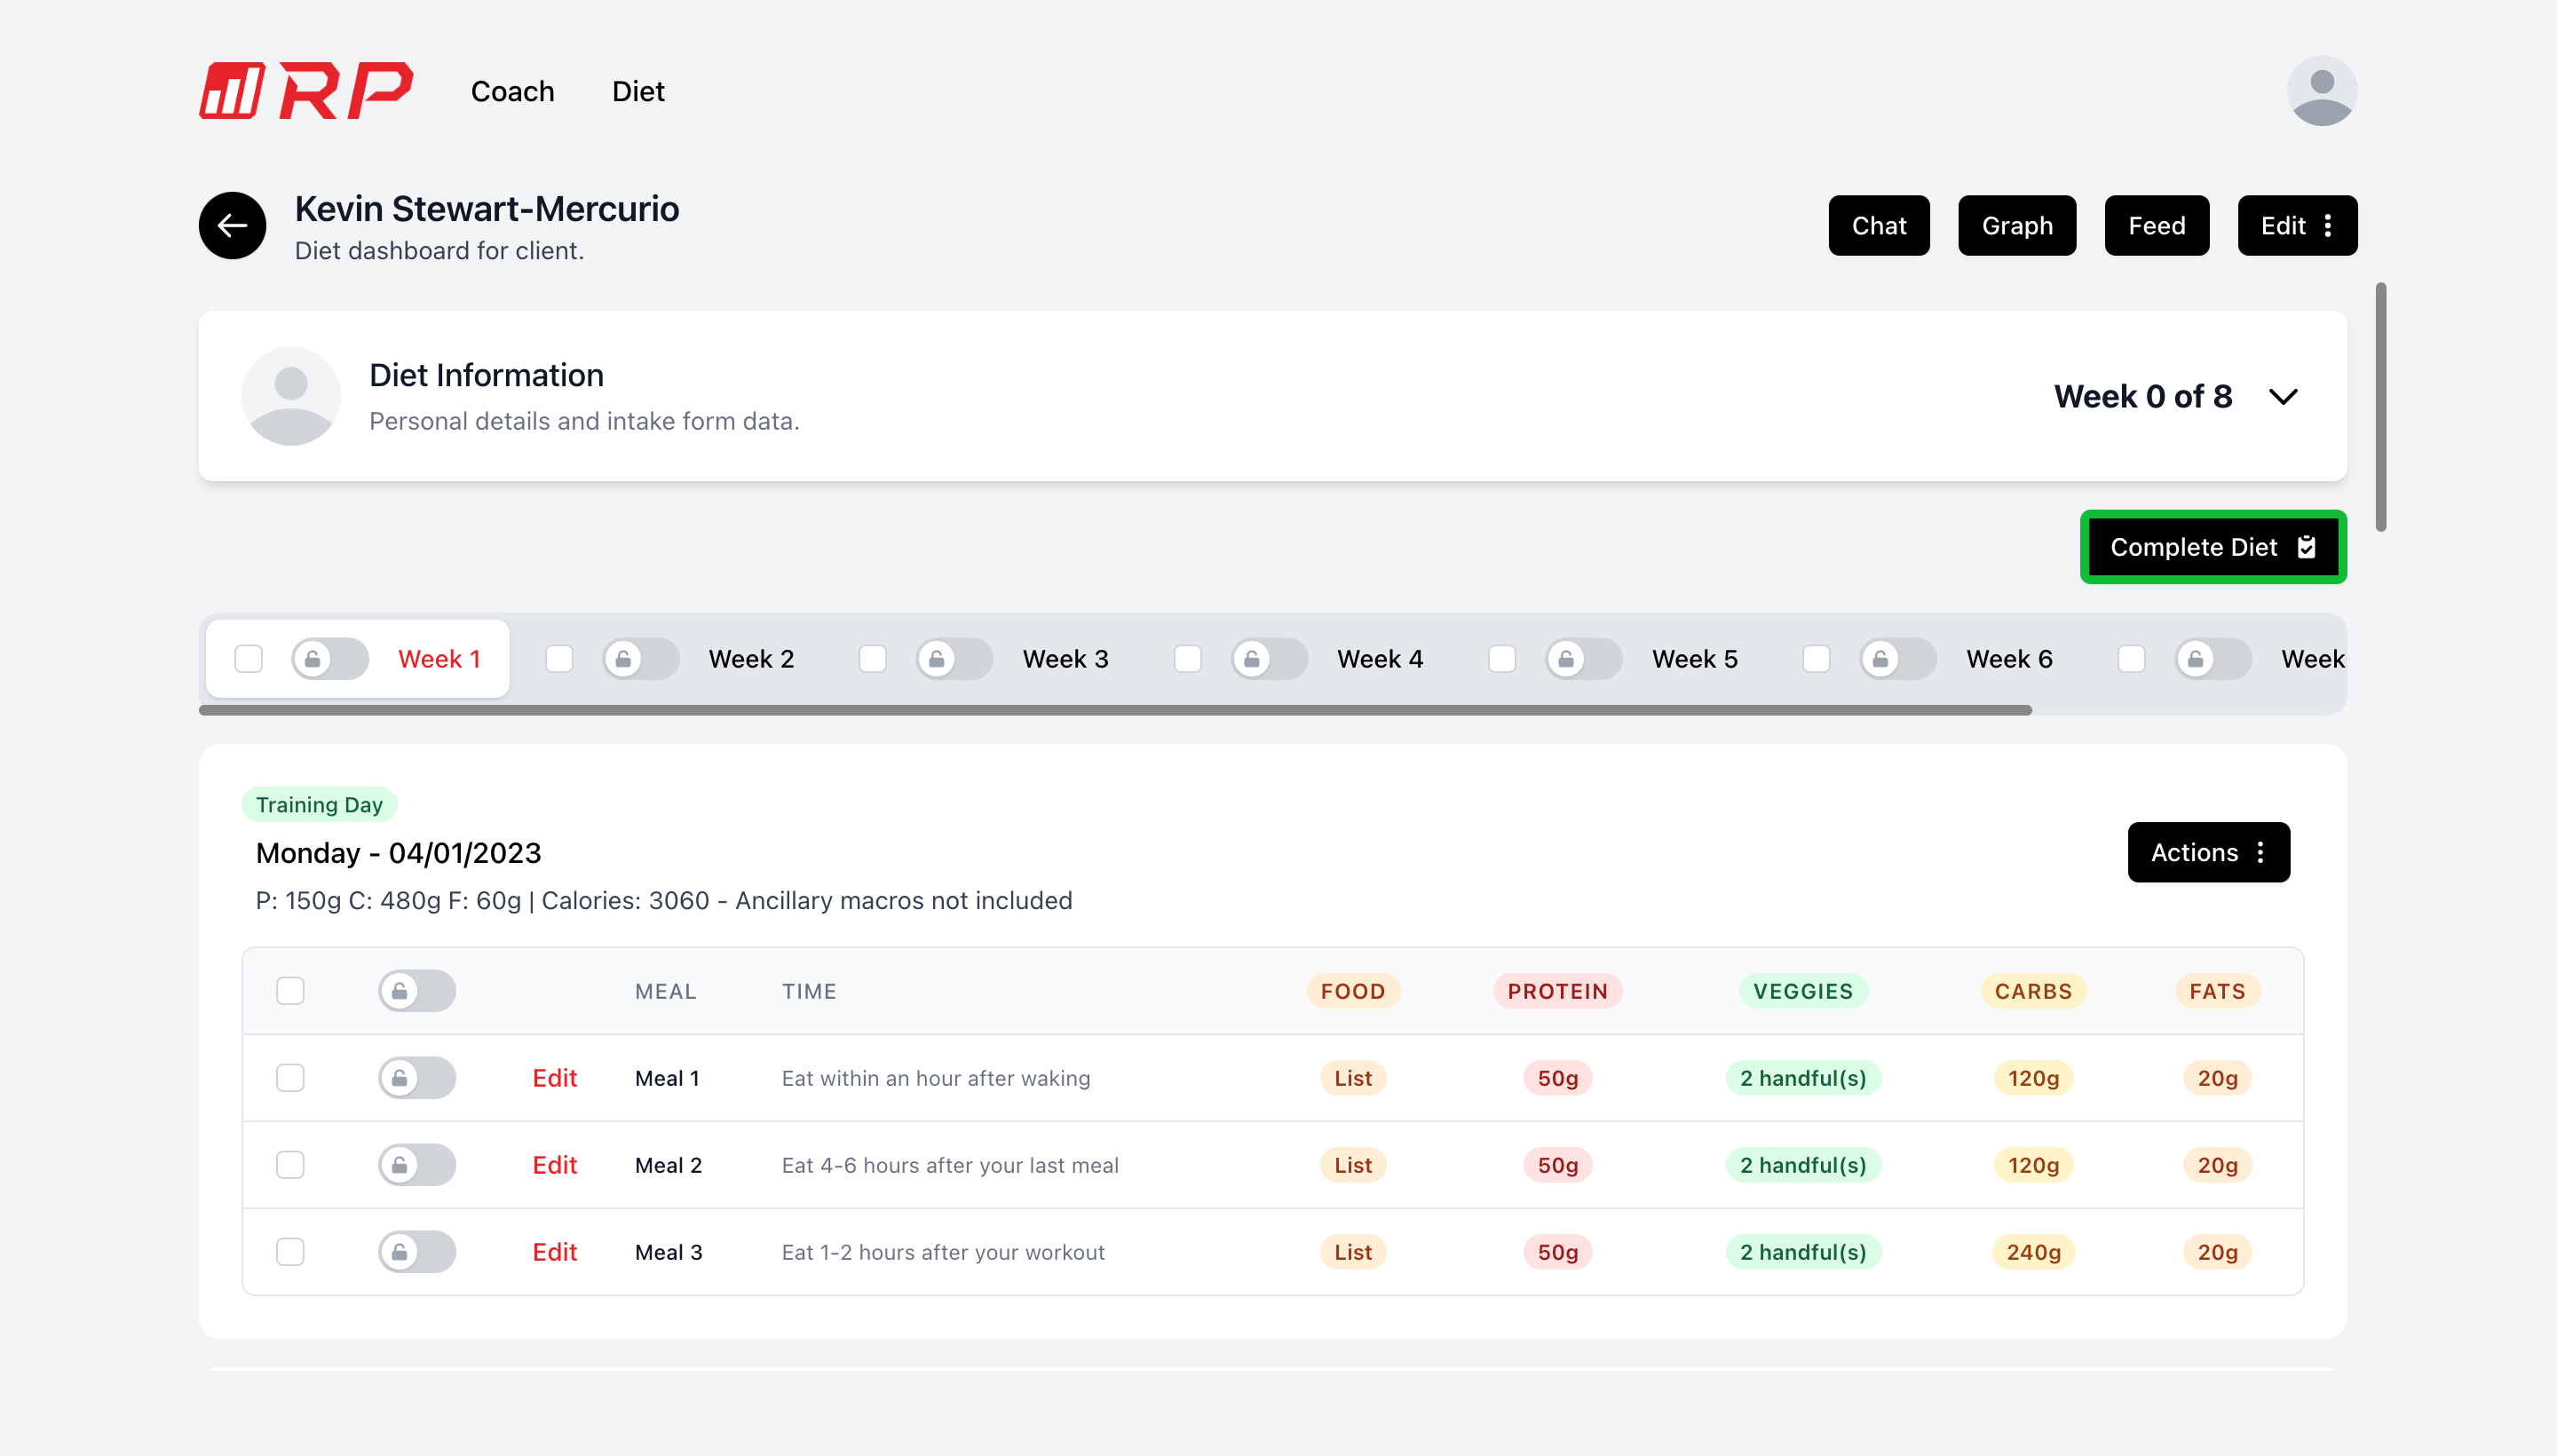 RP Coach Diet
Kevin Stewart-Mercurio
Diet dashboard for client.
Chat Graph Feed Edit
Diet Information
Personal details and intake form data.
Week 0 of 8
Complete Diet
Week 1 Week 2 Week 3 Week 4 Week 5 Week 6 Week
Training Day
Monday - 04/01/2023
P: 150g C: 480g F: 60g | Calories: 3060 - Ancillary macros not included
Actions
MEAL TIME FOOD PROTEIN VEGGIES CARBS FATS
Edit Meal 1 Eat within an hour after waking List 50g 2 handful(s) 120g 20g
Edit Meal 2 Eat 4-6 hours after your last meal List 50g 2 handful(s) 120g 20g
Edit Meal 3 Eat 1-2 hours after your workout List 50g 2 handful(s) 240g 20g